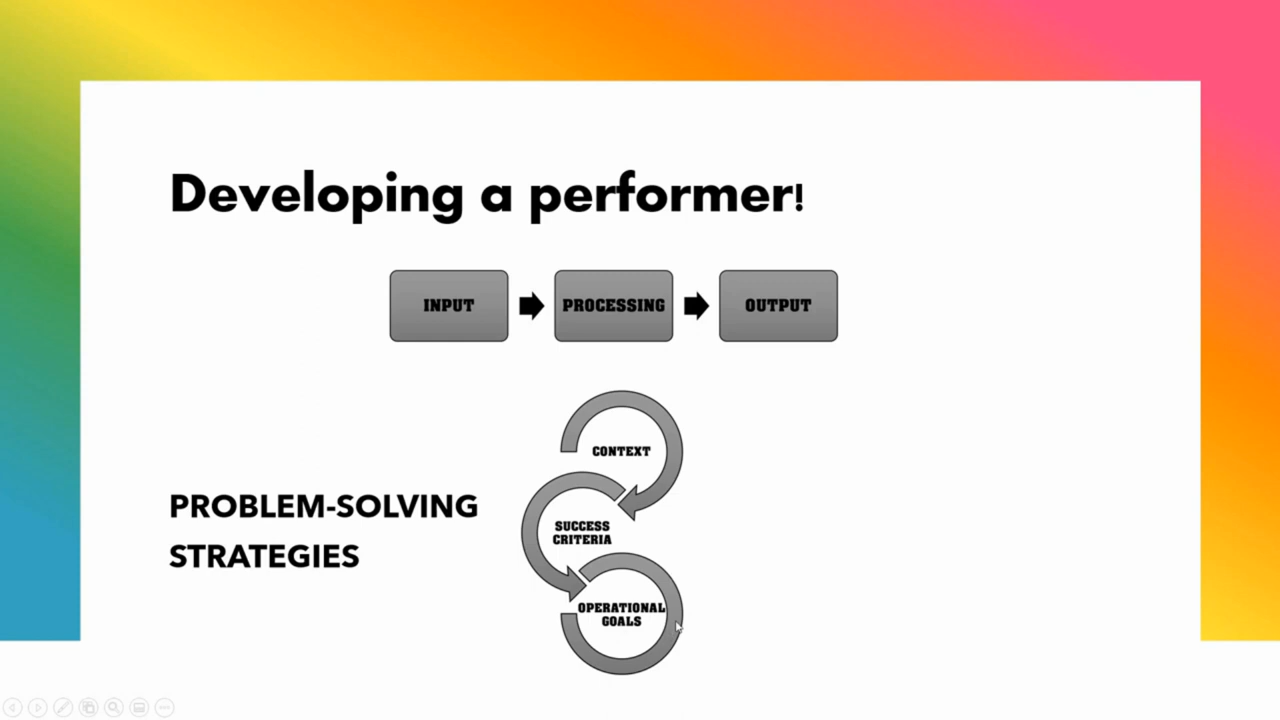 Developing a performer!
INPUT
PROCESSING
OUTPUT
CONTEXT
PROBLEM-SOLVING
STRATEGIES
SUCCESS
CRITERIA
OPERATIONAL
GOALS